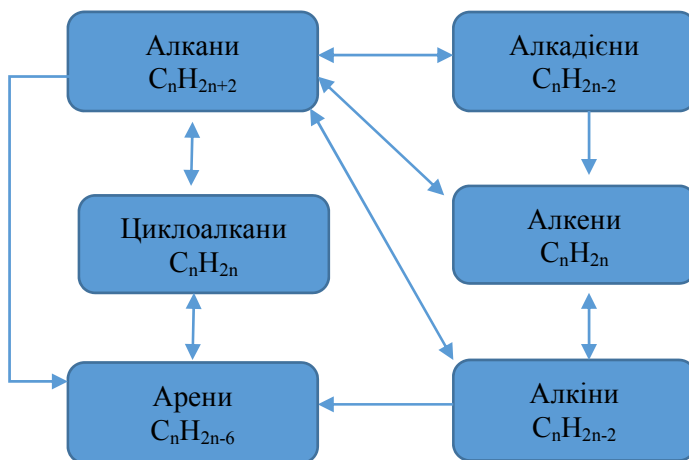 Алкани
CₙH₂ₙ₊₂
Алкадієни
CₙH₂ₙ₋₂
Циклоалкани
CₙH₂ₙ
Алкени
CₙH₂ₙ
Арени
CₙH₂ₙ₋₆
Алкіни
CₙH₂ₙ₋₂